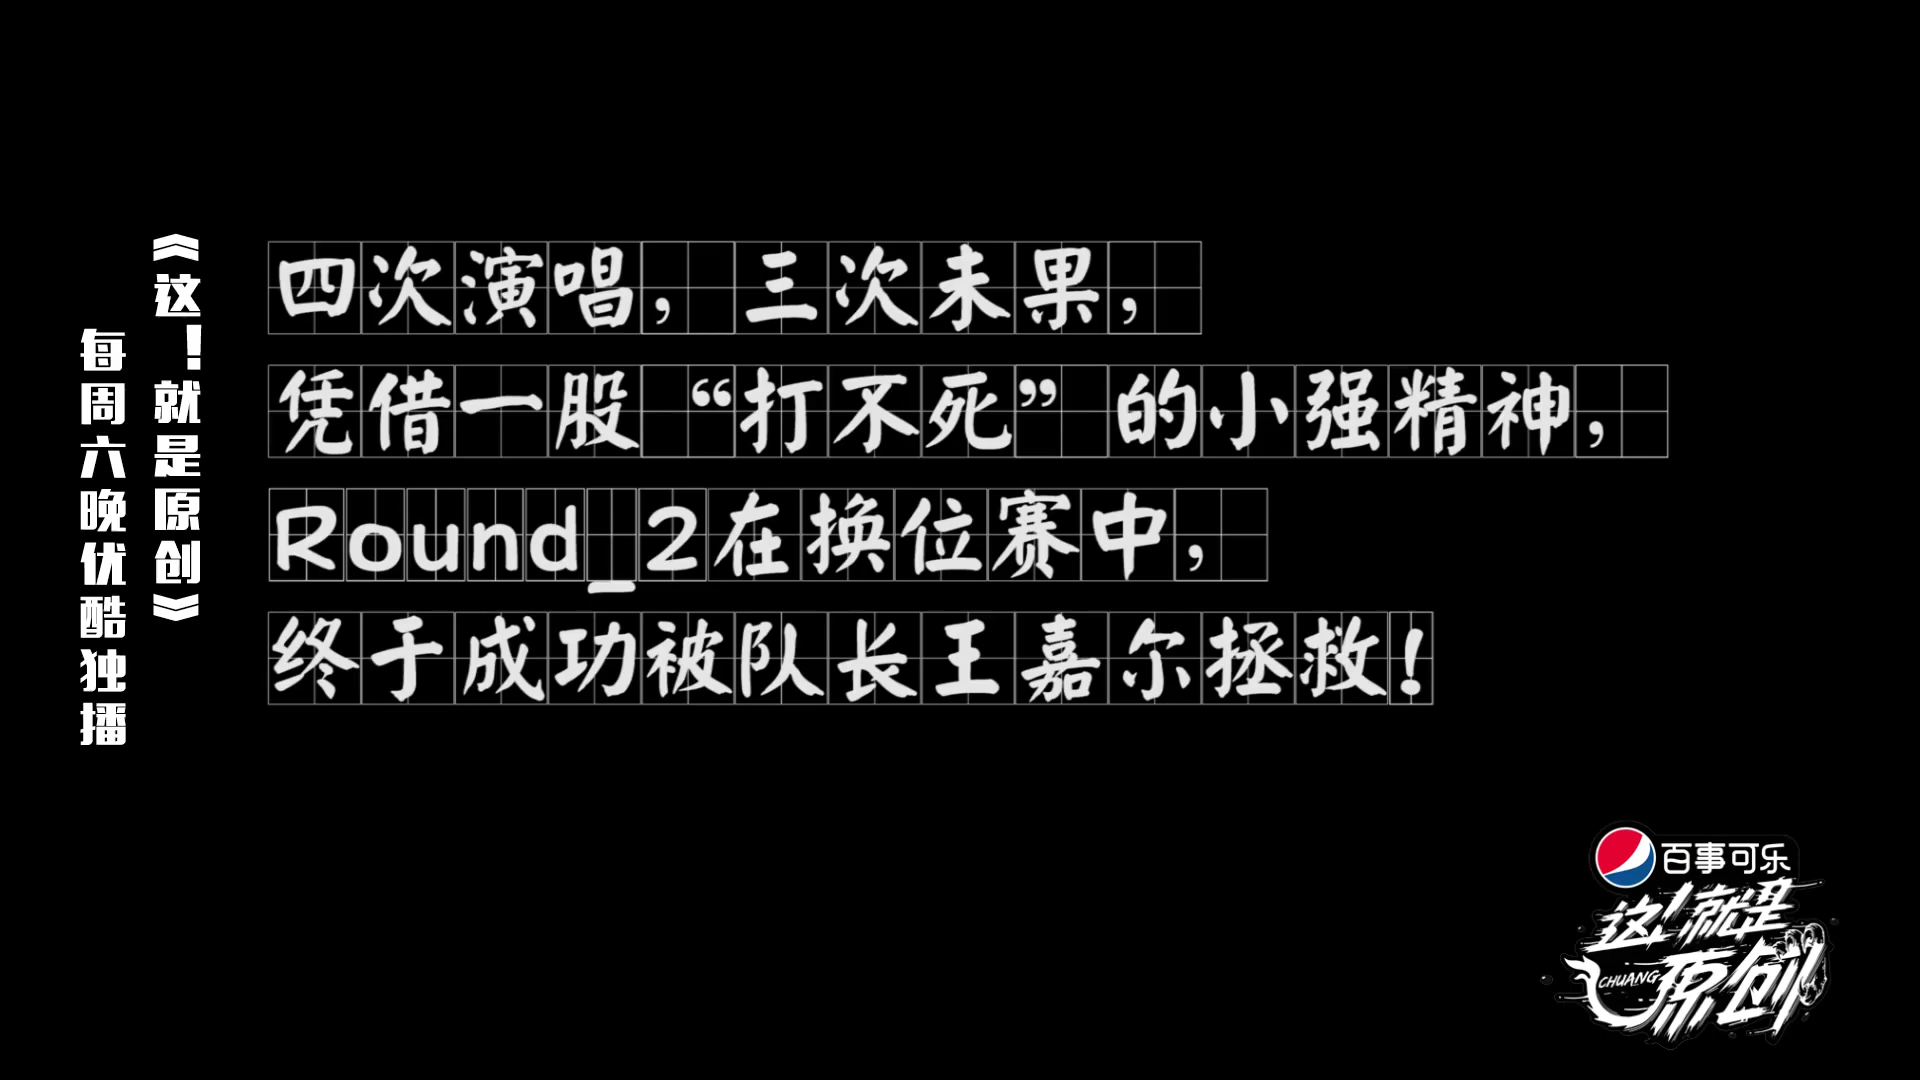 《这！就是原创》
每周六晚优酷独播
四次演唱，三次未果，
凭借一股“打不死”的小强精神，
Round_2在换位赛中，
终于成功被队长王嘉尔拯救！
百事可乐
这！就是
CHUANG
原创